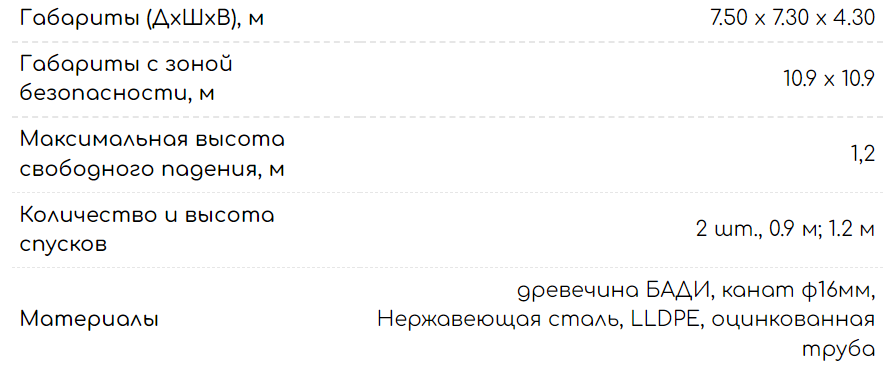 Габариты (ДхШхВ), м
7.50 x 7.30 x 4.30
Габариты с зоной
безопасности, м
10.9 x 10.9
Максимальная высота
свободного падения, м
1,2
Количество и высота
спусков
2 шт., 0.9 м; 1.2 м
Материалы
древечина БАДИ, канат ф16мм,
Нержавеющая сталь, LLDPE, оцинкованная
труба